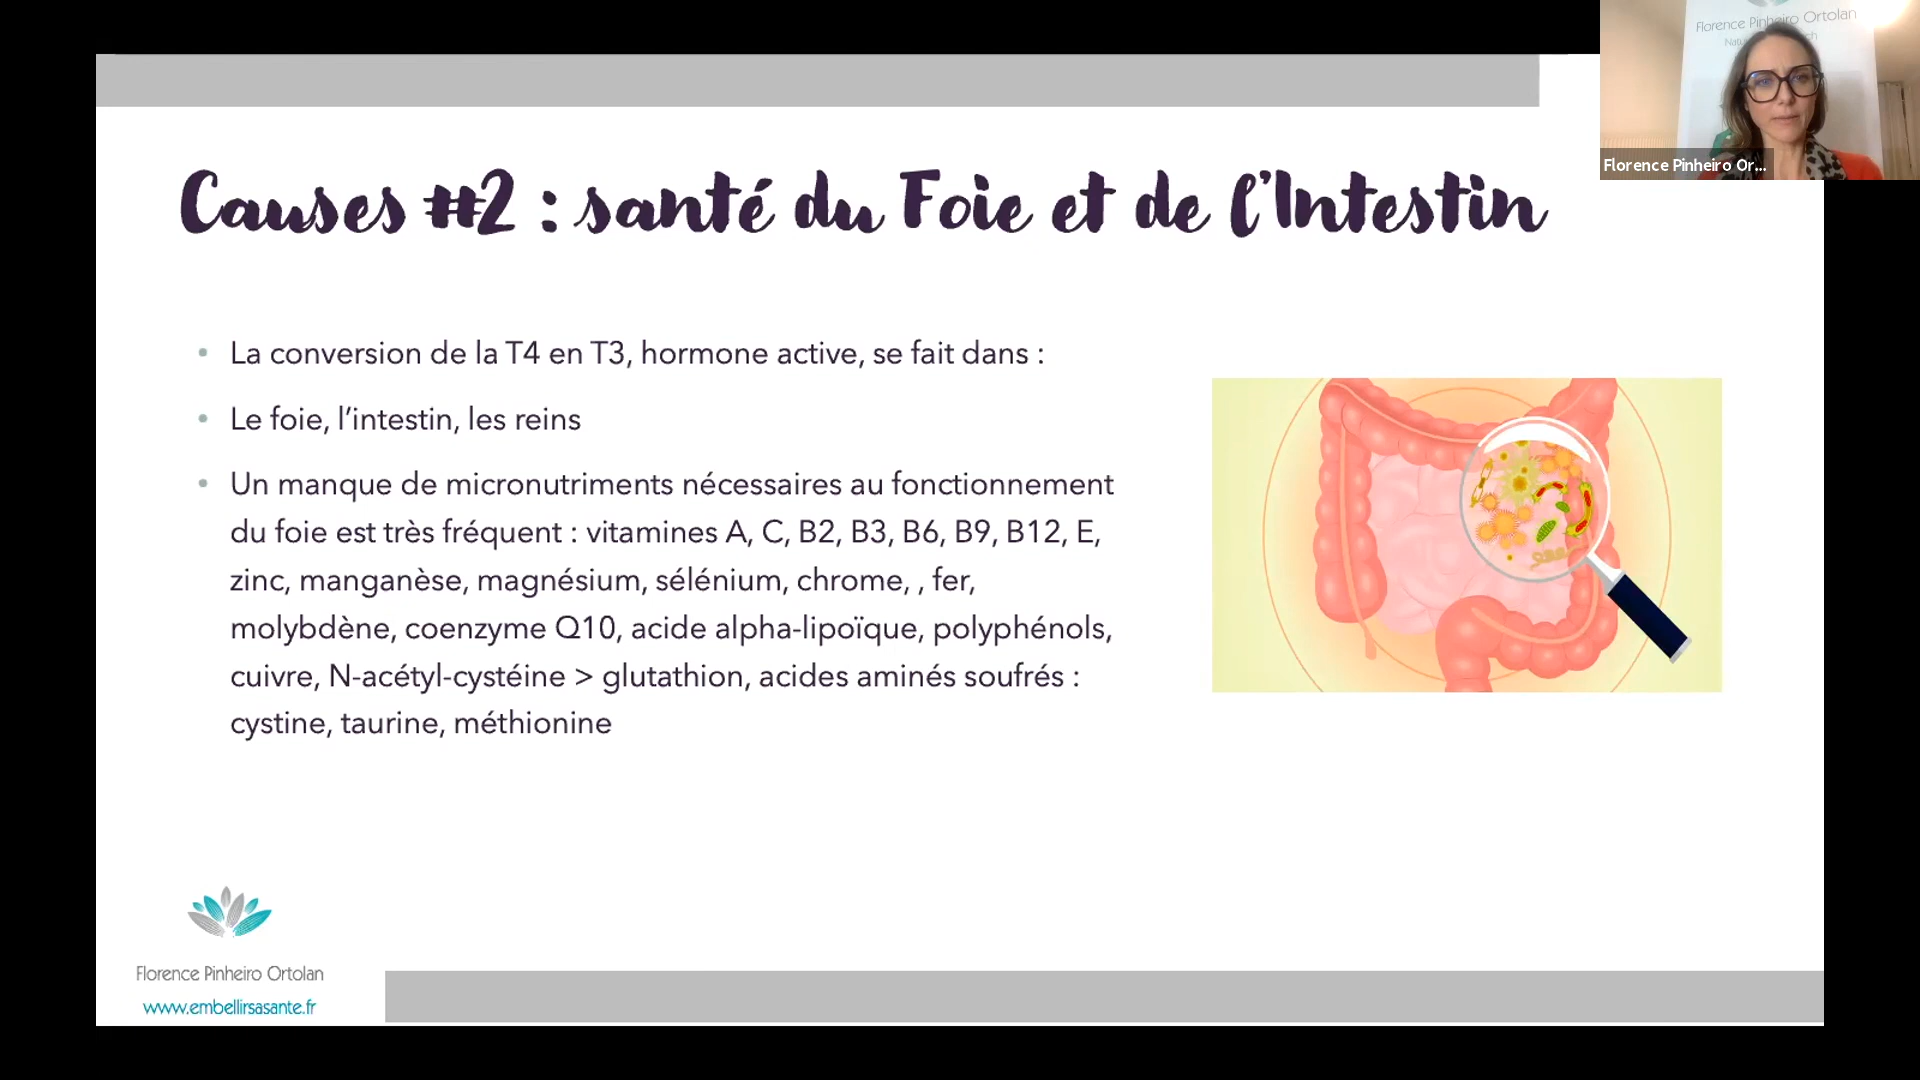 Florence Pinheiro Ortolan
Florence Pinheiro Or...
Causes #2 : santé du Foie et de l'Intestin
• La conversion de la T4 en T3, hormone active, se fait dans :
• Le foie, l'intestin, les reins
• Un manque de micronutriments nécessaires au fonctionnement
du foie est très fréquent : vitamines A, C, B2, B3, B6, B9, B12, E,
zinc, manganèse, magnésium, sélénium, chrome, , fer,
molybdène, coenzyme Q10, acide alpha-lipoïque, polyphénols,
cuivre, N-acétyl-cystéine > glutathion, acides aminés soufrés :
cystine, taurine, méthionine
Florence Pinheiro Ortolan
www.embellirsasante.fr